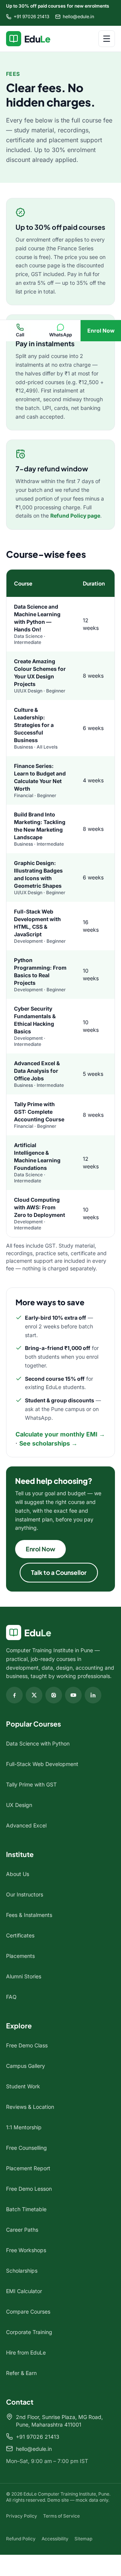 Up to 30% off paid courses for new enrolments
+91 97026 21413 hello@edule.in
EduLe
FEES
Clear fees. No
hidden charges.
Every fee below is the full course fee
— study material, recordings,
certificate and placement support
included. Up to 30% enrolment
discount already applied.
Up to 30% off paid courses
Our enrolment offer applies to every
paid course (the Finance Series
course is free). The price you see on
this page is the discounted price,
GST included. Pay in full for
an extra 5% off — up to 35% off the
list price in total.
Call
WhatsApp
Enrol Now
Pay in instalments
Split any paid course into 2
instalments at no extra charge —
the halves differ by ₹1 at most for
odd-priced courses (e.g. ₹12,500 +
₹12,499). First instalment at
enrolment, second midway through
the batch. UPI, cards, net banking
and cash accepted.
7-day refund window
Withdraw within the first 7 days of
your batch and we refund the
unused portion of your fees minus a
₹1,000 processing charge. Full
details on the Refund Policy page.
Course-wise fees
Course Duration
Data Science and
Machine Learning
with Python —
Hands On!
Data Science ·
Intermediate
12
weeks
Create Amazing
Colour Schemes for
Your UX Design
Projects
UI/UX Design · Beginner
8 weeks
Culture &
Leadership:
Strategies for a
Successful
Business
Business · All Levels
6 weeks
Finance Series:
Learn to Budget and
Calculate Your Net
Worth
Financial · Beginner
4 weeks
Build Brand Into
Marketing: Tackling
the New Marketing
Landscape
Business · Intermediate
8 weeks
Graphic Design:
Illustrating Badges
and Icons with
Geometric Shapes
UI/UX Design · Beginner
6 weeks
Full-Stack Web
Development with
HTML, CSS &
JavaScript
Development · Beginner
16
weeks
Python
Programming: From
Basics to Real
Projects
Development · Beginner
10
weeks
Cyber Security
Fundamentals &
Ethical Hacking
Basics
Development ·
Intermediate
10
weeks
Advanced Excel &
Data Analysis for
Office Jobs
Business · Intermediate
5 weeks
Tally Prime with
GST: Complete
Accounting Course
Financial · Beginner
8 weeks
Artificial
Intelligence &
Machine Learning
Foundations
Data Science ·
Intermediate
12
weeks
Cloud Computing
with AWS: From
Zero to Deployment
Development ·
Intermediate
10
weeks
All fees include GST. Study material,
recordings, practice sets, certificate and
placement support are included in every
fee — nothing is charged separately.
More ways to save
Early-bird 10% extra off —
enrol 2 weeks before batch
start.
Bring-a-friend ₹1,000 off for
both students when you enrol
together.
Second course 15% off for
existing EduLe students.
Student & group discounts —
ask at the Pune campus or on
WhatsApp.
Calculate your monthly EMI →
· See scholarships →
Need help choosing?
Tell us your goal and budget — we
will suggest the right course and
batch, with the exact fee and
instalment plan, before you pay
anything.
Enrol Now
Talk to a Counsellor
EduLe
Computer Training Institute in Pune —
practical, job-ready courses in
development, data, design, accounting and
business, taught by working professionals.
Popular Courses
Data Science with Python
Full-Stack Web Development
Tally Prime with GST
UX Design
Advanced Excel
Institute
About Us
Our Instructors
Fees & Instalments
Certificates
Placements
Alumni Stories
FAQ
Explore
Free Demo Class
Campus Gallery
Student Work
Reviews & Location
1:1 Mentorship
Free Counselling
Placement Report
Free Demo Lesson
Batch Timetable
Career Paths
Free Workshops
Scholarships
EMI Calculator
Compare Courses
Corporate Training
Hire from EduLe
Refer & Earn
Contact
2nd Floor, Sunrise Plaza, MG Road,
Pune, Maharashtra 411001
+91 97026 21413
hello@edule.in
Mon–Sat, 9:00 am – 7:00 pm IST
© 2026 EduLe Computer Training Institute, Pune.
All rights reserved. Demo site — mock data only.
Privacy Policy Terms of Service
Refund Policy Accessibility Sitemap